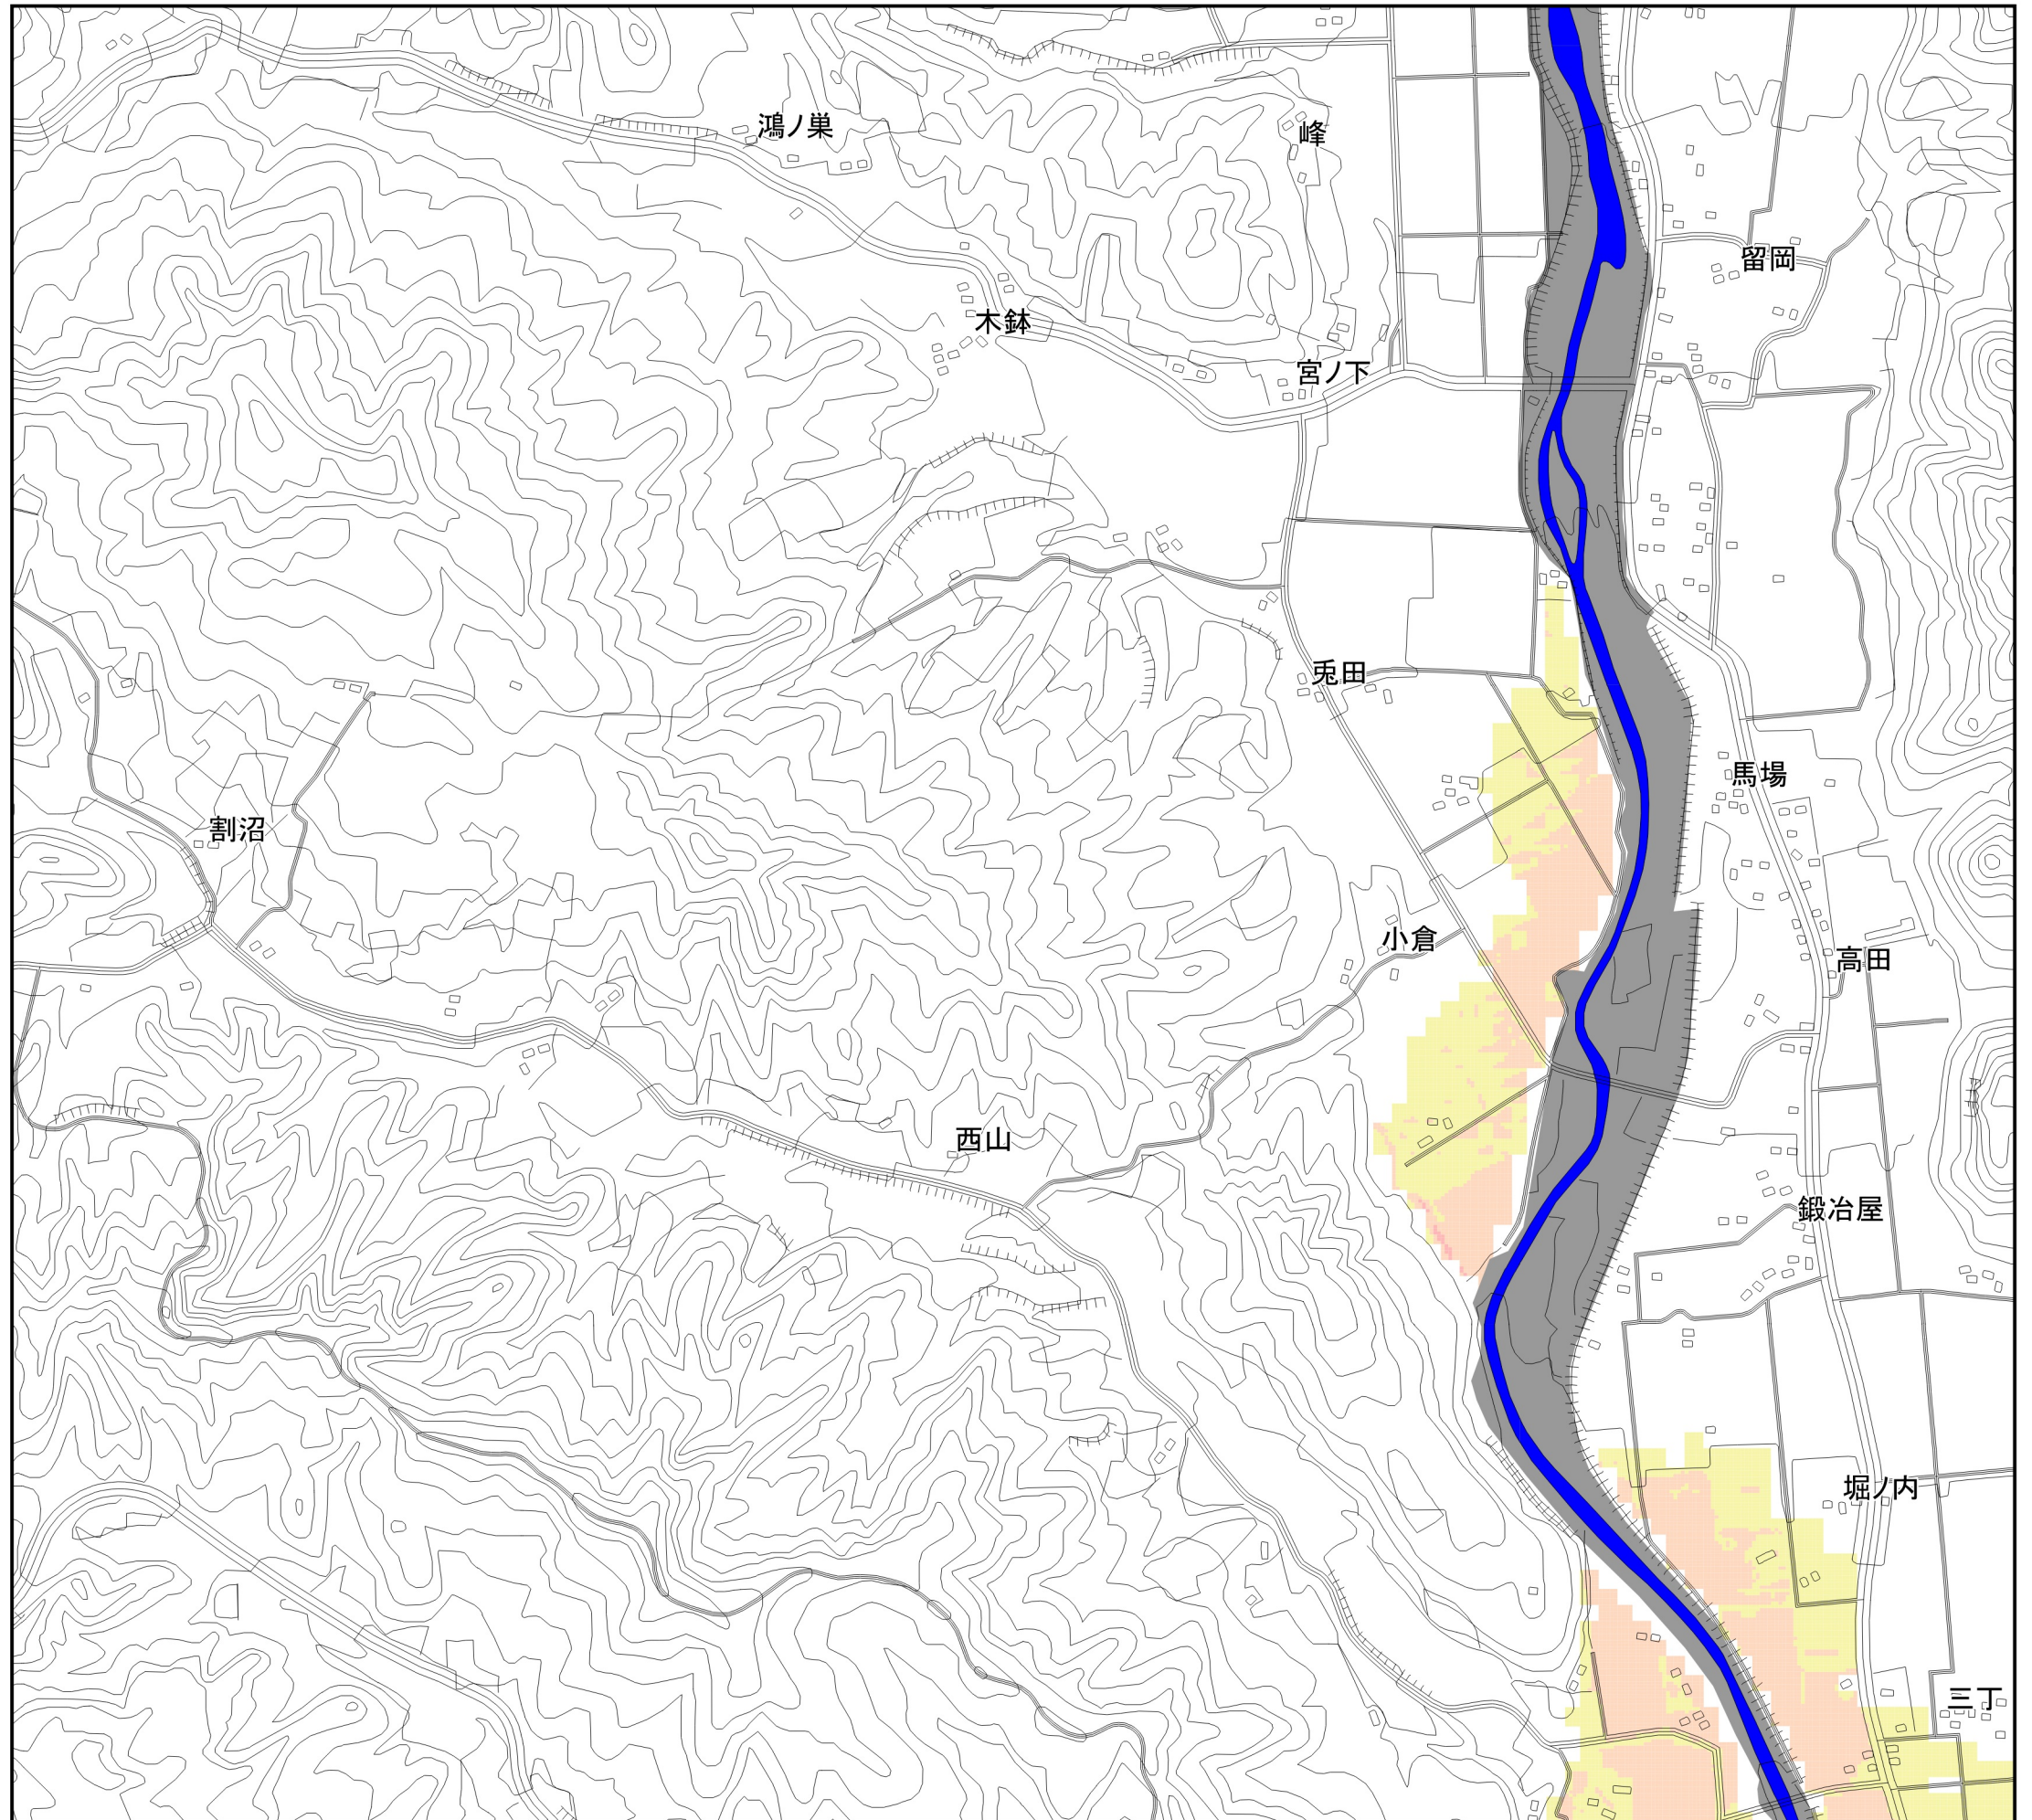 鴻ノ巣
峰
留岡
木鉢
宮ノ下
兎田
馬場
割沼
小倉
高田
西山
鍛冶屋
堀ノ内
三丁